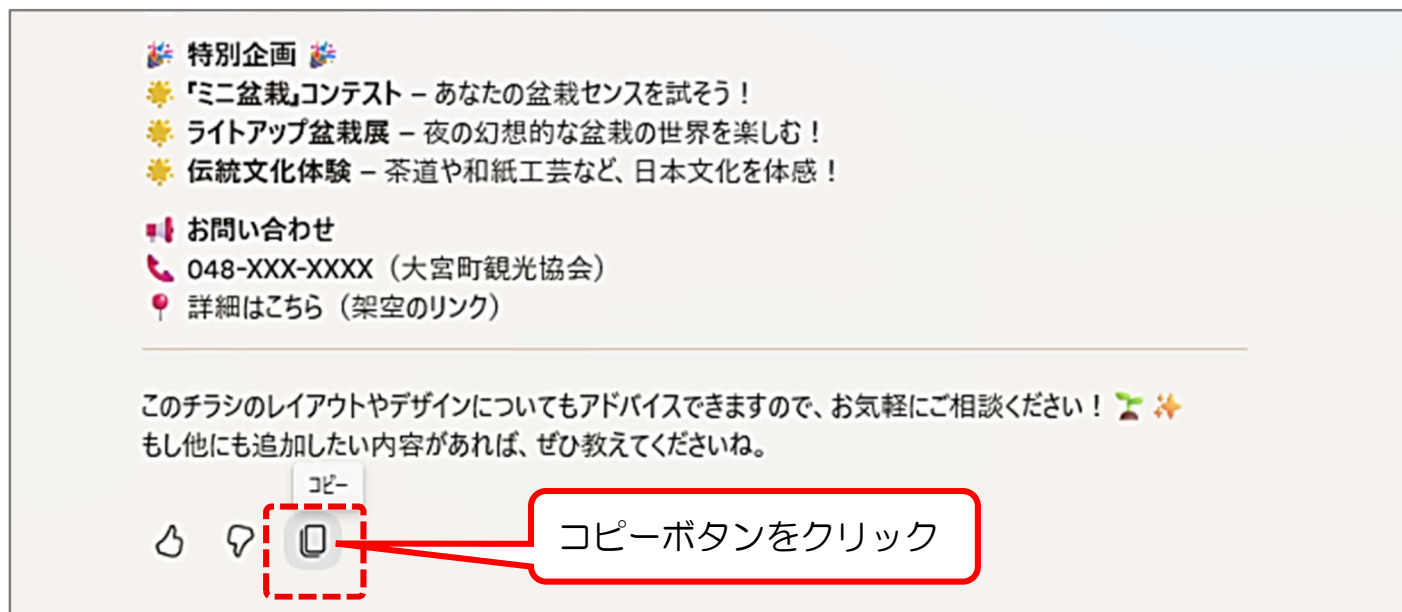 🎉 特別企画 🎉
🌟 『ミニ盆栽』コンテスト – あなたの盆栽センスを試そう！
🌟 ライトアップ盆栽展 – 夜の幻想的な盆栽の世界を楽しむ！
🌟 伝統文化体験 – 茶道や和紙工芸など、日本文化を体感！
📢 お問い合わせ
📞 048-XXX-XXXX（大宮町観光協会）
📍 詳細はこちら（架空のリンク）
このチラシのレイアウトやデザインについてもアドバイスできますので、お気軽にご相談ください！🌱✨
もし他にも追加したい内容があれば、ぜひ教えてくださいね。
コピー
コピーボタンをクリック